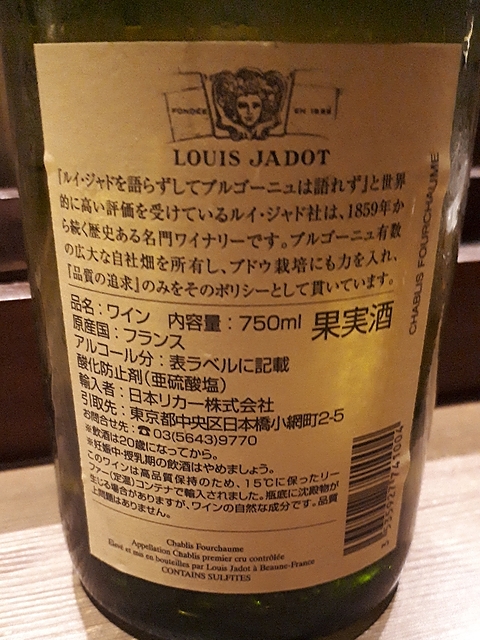 FONDÉE EN 1859
LOUIS JADOT
『ルイ・ジャドを語らずしてブルゴーニュは語れず』と世界
的に高い評価を受けているルイ・ジャド社は、1859年か
ら続く歴史ある名門ワイナリーです。ブルゴーニュ有数
の広大な自社畑を所有し、ブドウ栽培にも力を入れ、
『品質の追求』のみをそのポリシーとして貫いています。
CHABLIS FOURCHAUME
品名：ワイン 内容量：750ml 果実酒
原産国：フランス
アルコール分：表ラベルに記載
酸化防止剤(亜硫酸塩)
輸入者：日本リカー株式会社
引取先：東京都中央区日本橋小網町2-5
お問合せ先：☎03(5643)9770
※飲酒は20歳になってから。
※妊娠中・授乳期の飲酒はやめましょう。
このワインは高品質保持のため、15℃に保ったリー
ファー(定温)コンテナで輸入されました。瓶底に沈殿物が
生じる場合がありますが、ワインの自然な成分です。品質
上問題はありません。
Chablis Fourchaume
Appellation Chablis premier cru contrôlée
Élevé et mis en bouteilles par Louis Jadot à Beaune-France
CONTAINS SULFITES